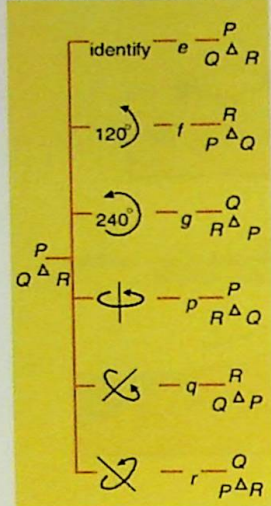 P
identify e Q Δ R
R
120° f P Δ Q
Q
240° g R Δ P
P
Q Δ R
P
p R Δ Q
R
q Q Δ P
Q
r P Δ R